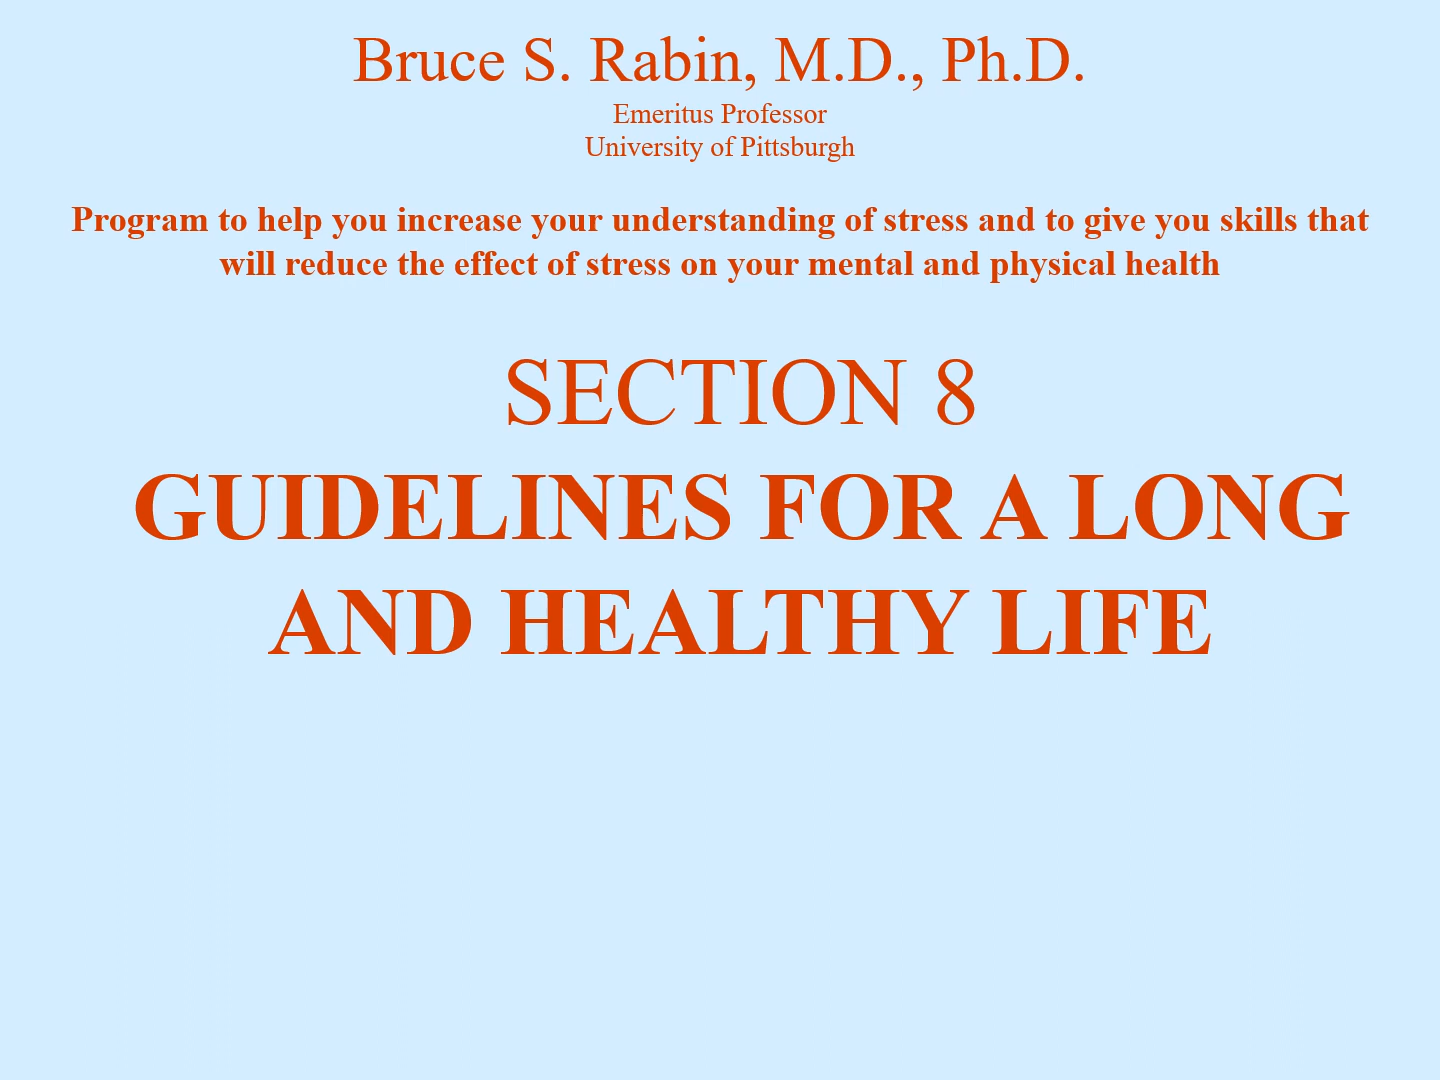 Bruce S. Rabin, M.D., Ph.D.
Emeritus Professor
University of Pittsburgh
Program to help you increase your understanding of stress and to give you skills that
will reduce the effect of stress on your mental and physical health
SECTION 8
GUIDELINES FOR A LONG
AND HEALTHY LIFE